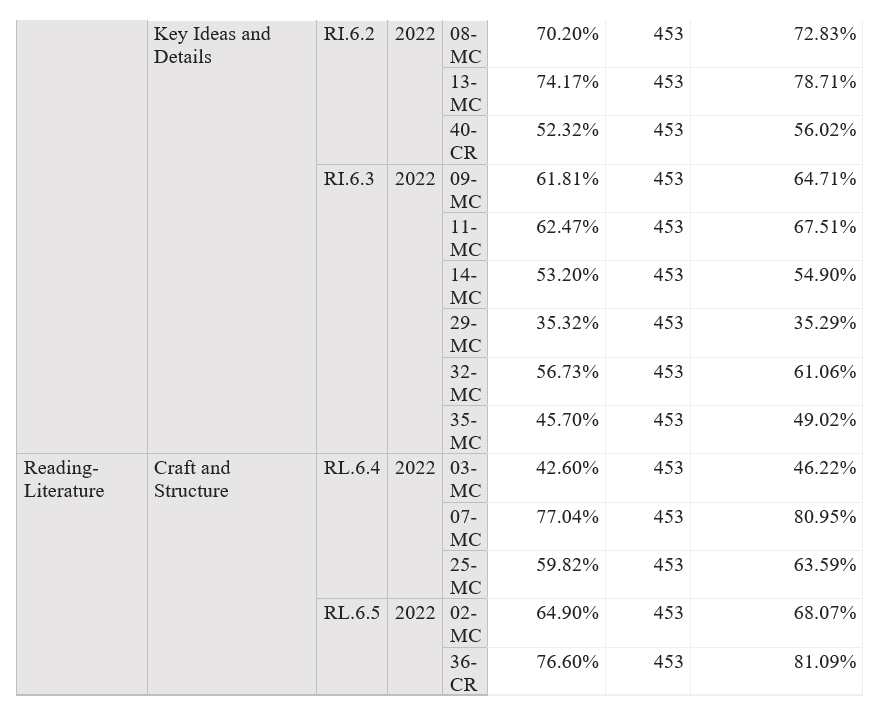 Key Ideas and RI.6.2 2022 08- 70.20% 453 72.83%
Details MC
13- 74.17% 453 78.71%
MC
40- 52.32% 453 56.02%
CR
RI.6.3 2022 09- 61.81% 453 64.71%
MC
11- 62.47% 453 67.51%
MC
14- 53.20% 453 54.90%
MC
29- 35.32% 453 35.29%
MC
32- 56.73% 453 61.06%
MC
35- 45.70% 453 49.02%
MC
Reading- Craft and RL.6.4 2022 03- 42.60% 453 46.22%
Literature Structure MC
07- 77.04% 453 80.95%
MC
25- 59.82% 453 63.59%
MC
RL.6.5 2022 02- 64.90% 453 68.07%
MC
36- 76.60% 453 81.09%
CR